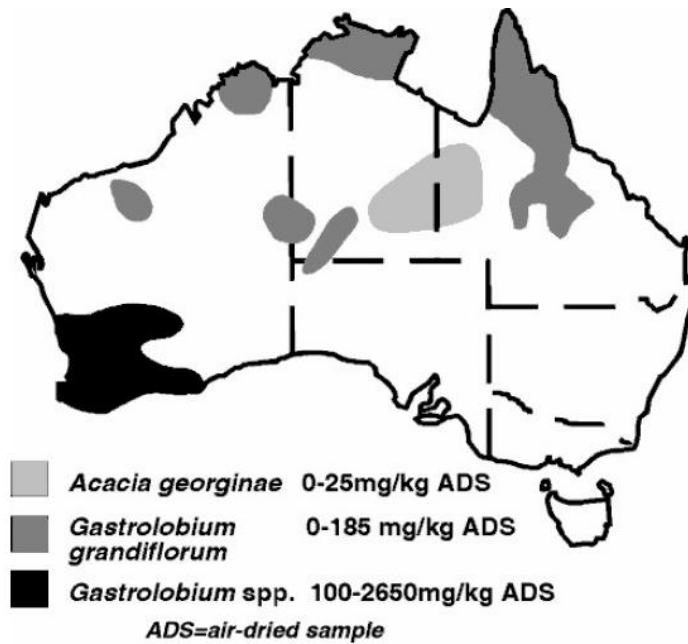 Acacia georginae 0-25mg/kg ADS
Gastrolobium grandiflorum 0-185 mg/kg ADS
Gastrolobium spp. 100-2650mg/kg ADS
ADS=air-dried sample